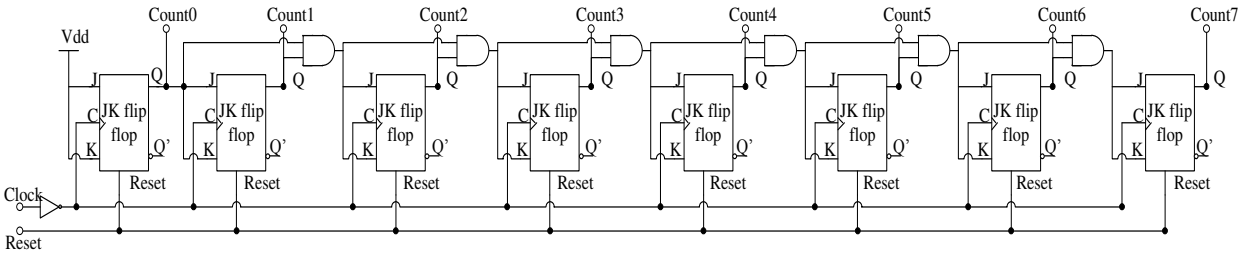 Count0 Count1 Count2 Count3 Count4 Count5 Count6 Count7
Vdd
J Q J Q J Q J Q J Q J Q J Q J Q
JK flip JK flip JK flip JK flip JK flip JK flip JK flip JK flip
C C C C C C C C
flop flop flop flop flop flop flop flop
K Q' K Q' K Q' K Q' K Q' K Q' K Q' K Q'
Reset Reset Reset Reset Reset Reset Reset Reset
Clock
Reset